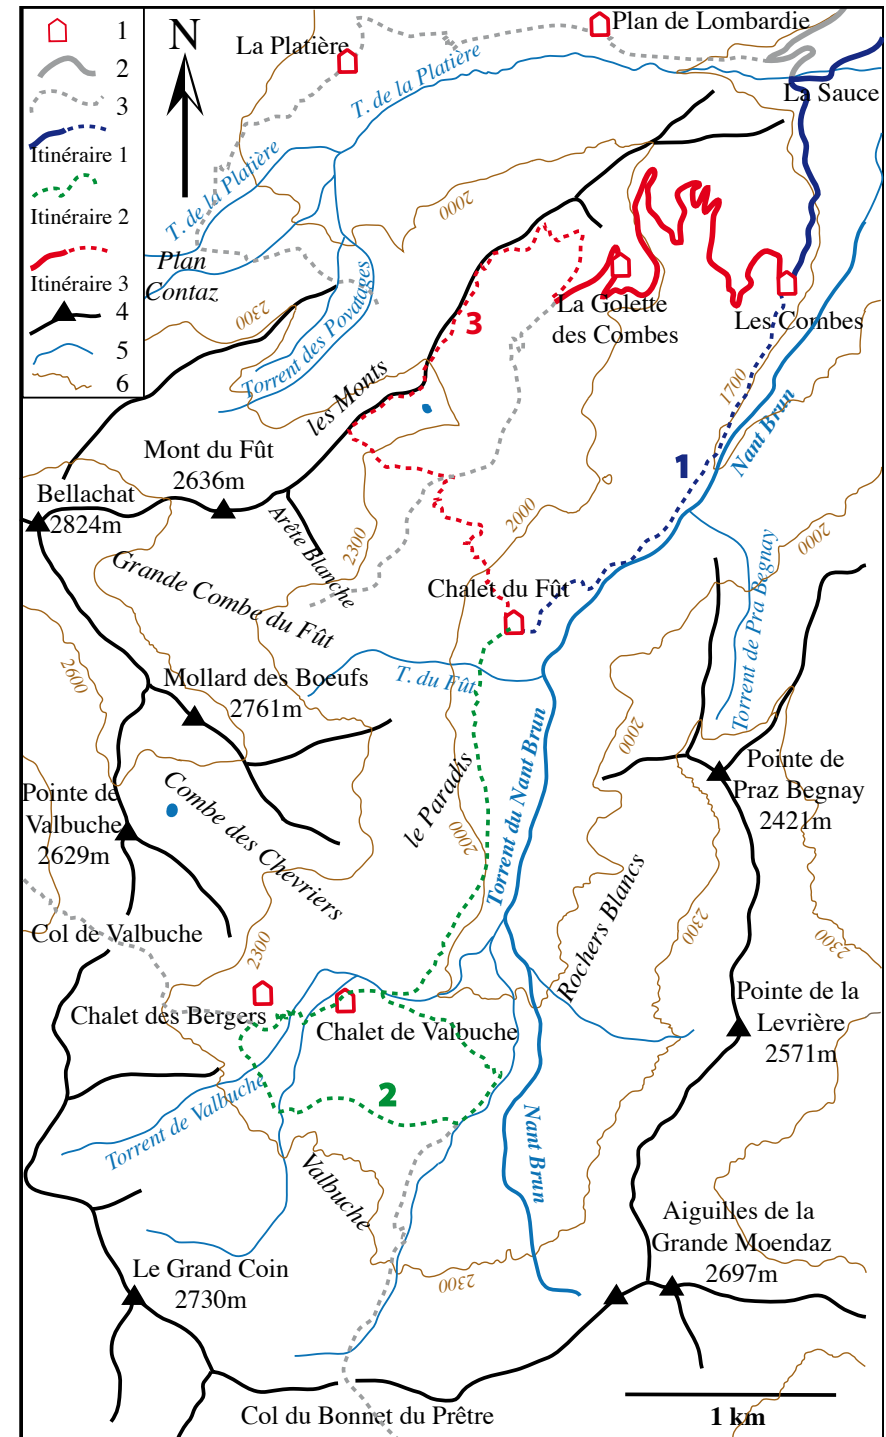 1
2
3
Itinéraire 1
Itinéraire 2
Itinéraire 3
4
5
6
N
La Platière
Plan de Lombardie
T. de la Platière
La Sauce
T. de la Platière
2000
Plan
Contaz
2300
Torrent des Povatages
3
La Golette
des Combes
Les Combes
les Monts
1700
Nant Brun
Mont du Fût
2636m
1
Bellachat
2824m
Arête Blanche
2300
2000
2000
Grande Combe du Fût
Chalet du Fût
Torrent de Pra Begnay
2600
Mollard des Boeufs
2761m
T. du Fût
2000
Pointe de
Praz Begnay
2421m
Pointe de
Valbuche
2629m
Combe des Chevriers
le Paradis
2000
Torrent du Nant Brun
Rochers Blancs
2300
2300
Col de Valbuche
2300
Chalet des Bergers
Chalet de Valbuche
Pointe de la
Levrière
2571m
2
Torrent de Valbuche
Nant Brun
Valbuche
Aiguilles de la
Grande Moendaz
2697m
2300
Le Grand Coin
2730m
Col du Bonnet du Prêtre
1 km